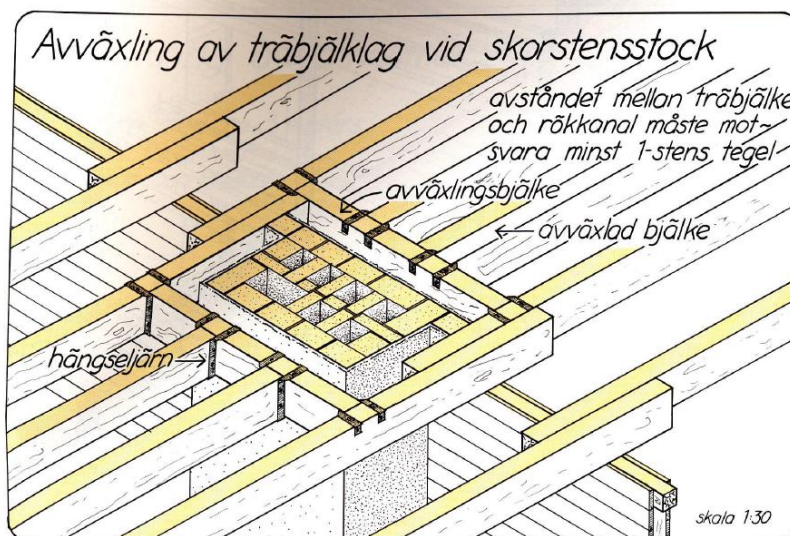 Avväxling av träbjälklag vid skorstensstock
avståndet mellan träbjälke
och rökkanal måste mot~
svara minst 1-stens tegel
avväxlingsbjälke
avväxlad bjälke
hängseljärn
skala 1:30